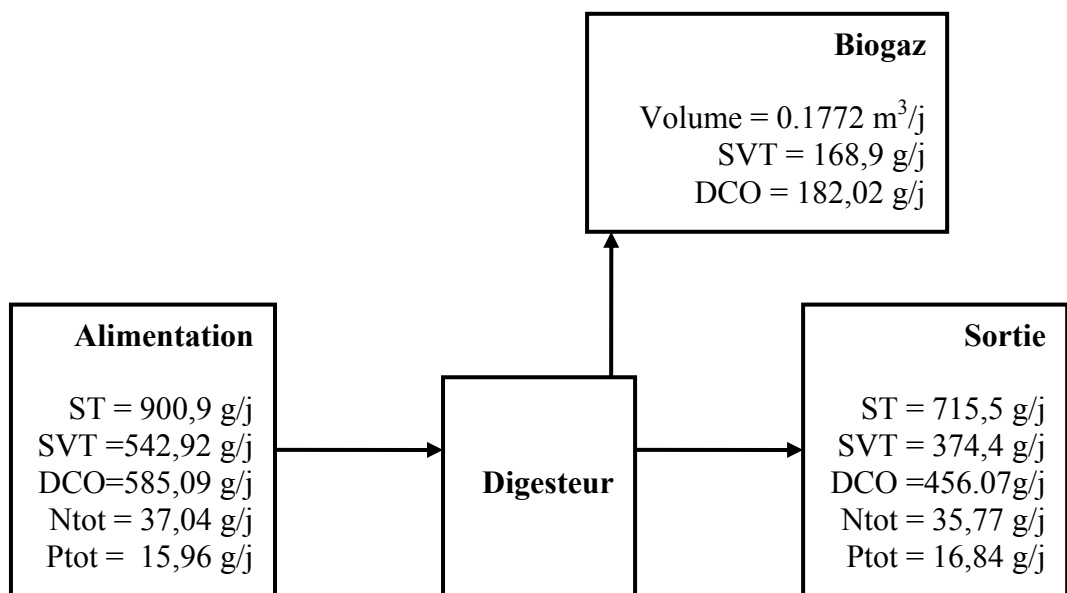 Biogaz
Volume = 0.1772 m³/j
SVT = 168,9 g/j
DCO = 182,02 g/j
Alimentation
ST = 900,9 g/j
SVT =542,92 g/j
DCO=585,09 g/j
Ntot = 37,04 g/j
Ptot = 15,96 g/j
Digesteur
Sortie
ST = 715,5 g/j
SVT = 374,4 g/j
DCO =456.07g/j
Ntot = 35,77 g/j
Ptot = 16,84 g/j